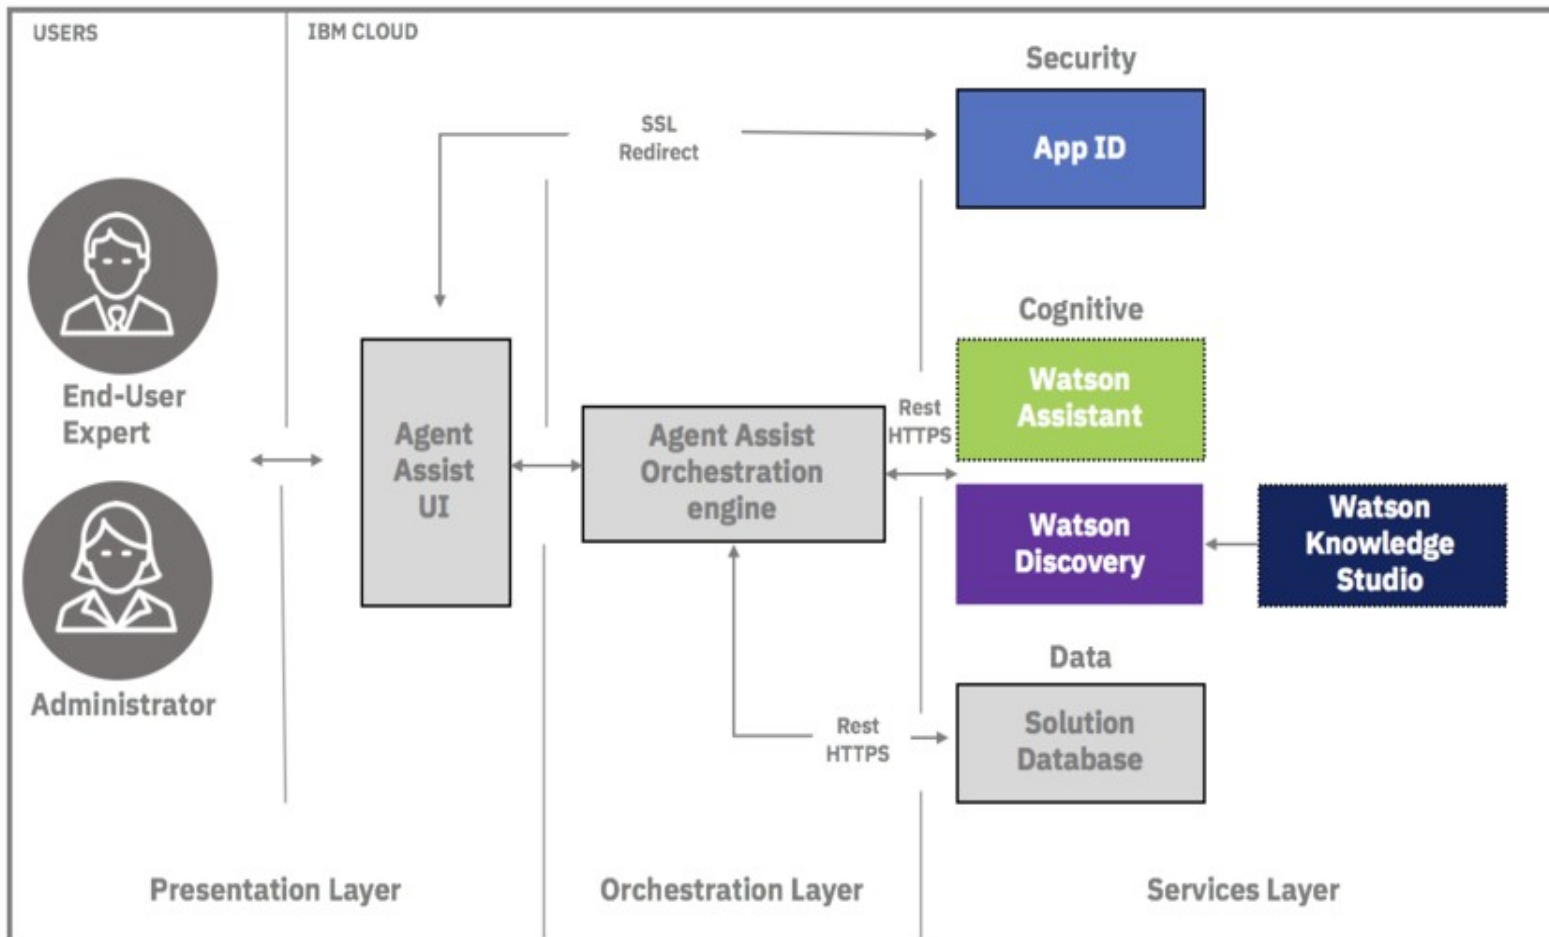 USERS
IBM CLOUD
Security
SSL
Redirect
App ID
End-User
Expert
Administrator
Agent
Assist
UI
Agent Assist
Orchestration
engine
Rest
HTTPS
Cognitive
Watson
Assistant
Watson
Discovery
Watson
Knowledge
Studio
Data
Rest
HTTPS
Solution
Database
Presentation Layer
Orchestration Layer
Services Layer